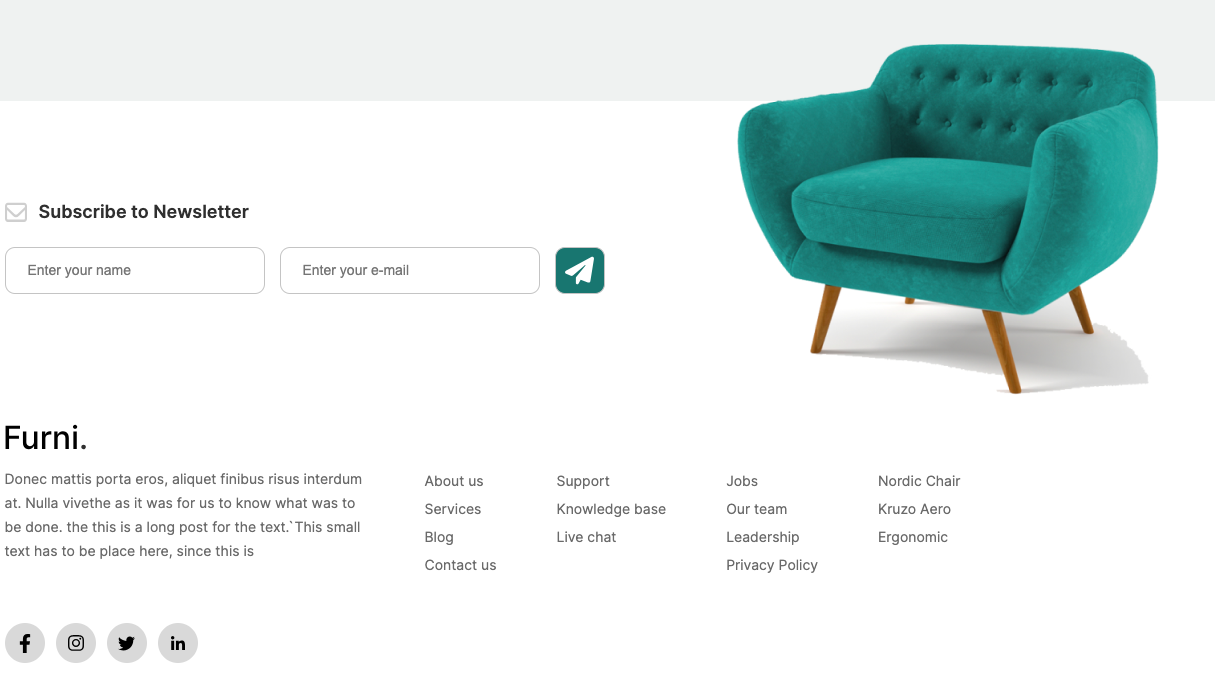 Subscribe to Newsletter
Enter your name
Enter your e-mail
Furni.
Donec mattis porta eros, aliquet finibus risus interdum
at. Nulla vivethe as it was for us to know what was to
be done. the this is a long post for the text.`This small
text has to be place here, since this is
About us
Services
Blog
Contact us
Support
Knowledge base
Live chat
Jobs
Our team
Leadership
Privacy Policy
Nordic Chair
Kruzo Aero
Ergonomic